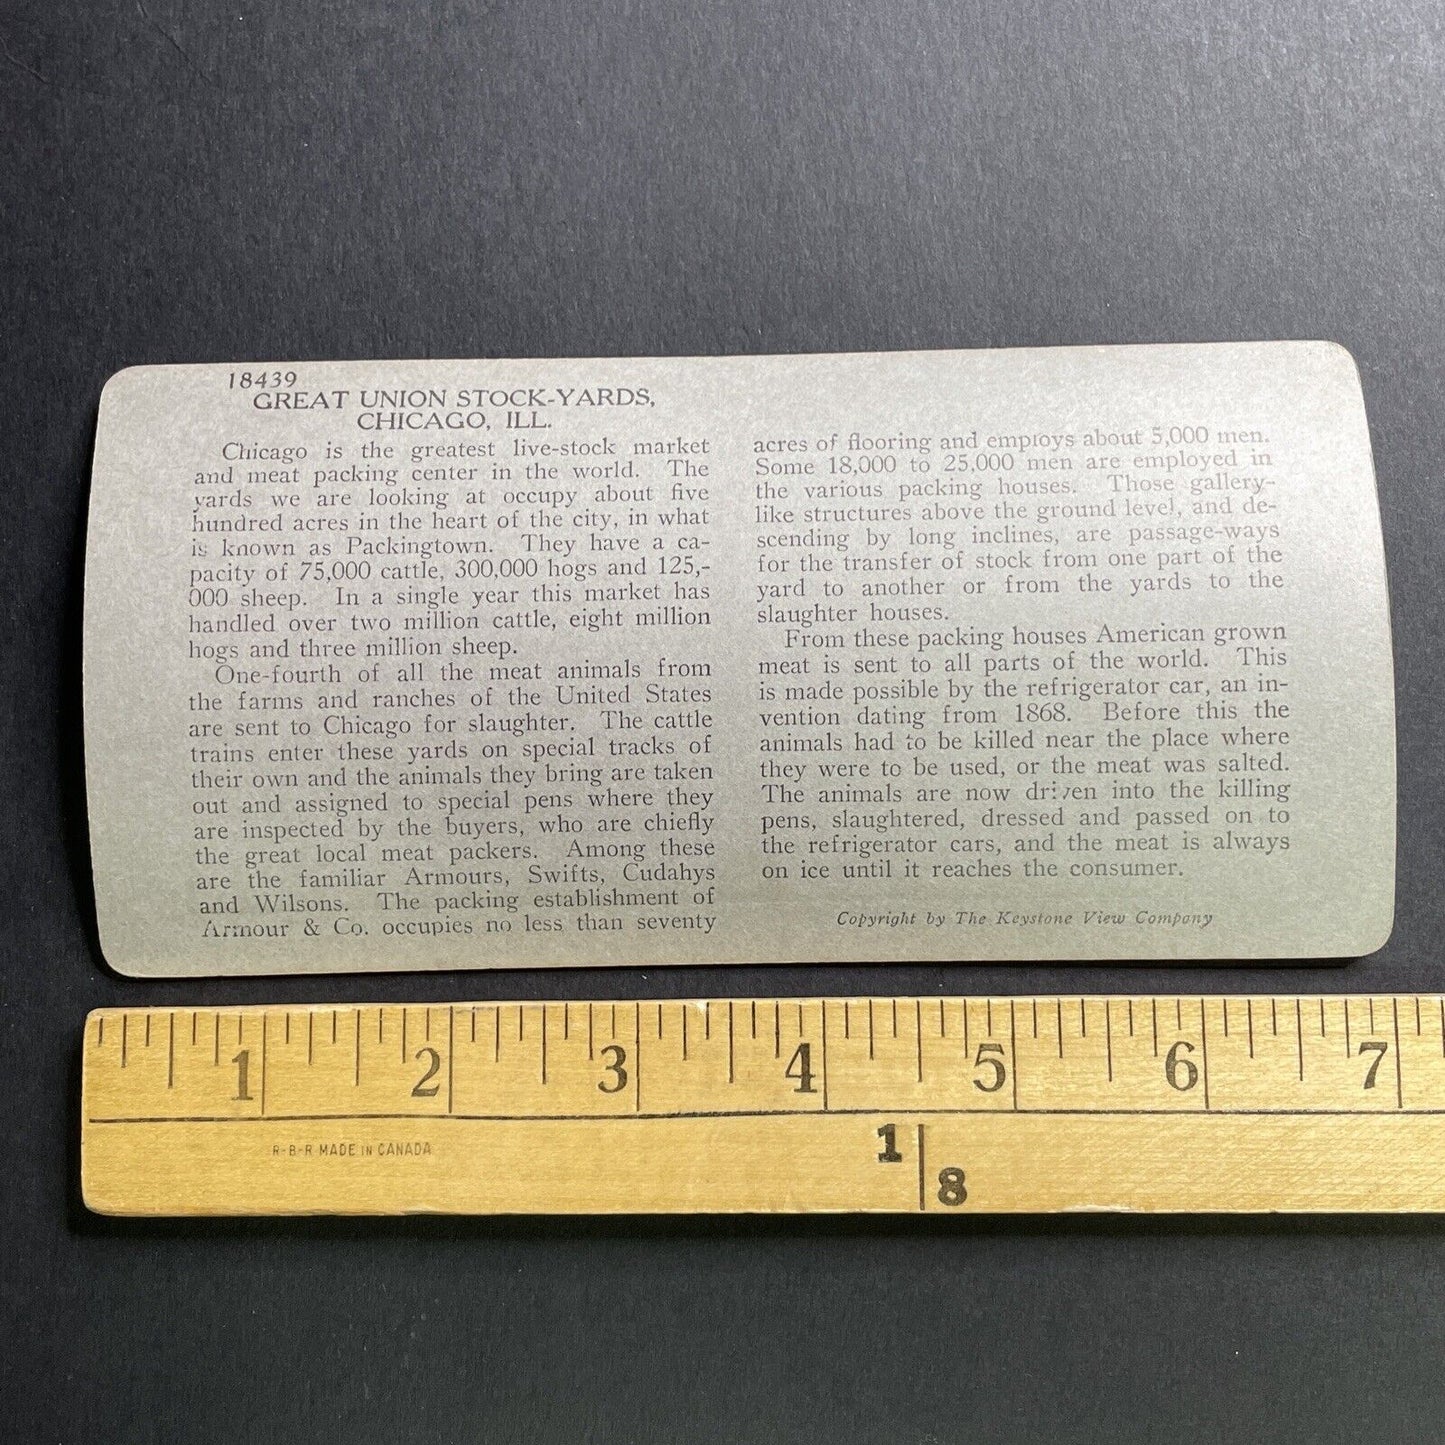 18439
GREAT UNION STOCK-YARDS,
CHICAGO, ILL.
Chicago is the greatest live-stock market
and meat packing center in the world. The
yards we are looking at occupy about five
hundred acres in the heart of the city, in what
is known as Packingtown. They have a ca-
pacity of 75,000 cattle, 300,000 hogs and 125,-
000 sheep. In a single year this market has
handled over two million cattle, eight million
hogs and three million sheep.
One-fourth of all the meat animals from
the farms and ranches of the United States
are sent to Chicago for slaughter. The cattle
trains enter these yards on special tracks of
their own and the animals they bring are taken
out and assigned to special pens where they
are inspected by the buyers, who are chiefly
the great local meat packers. Among these
are the familiar Armours, Swifts, Cudahys
and Wilsons. The packing establishment of
Armour & Co. occupies no less than seventy
acres of flooring and employs about 5,000 men.
Some 18,000 to 25,000 men are employed in
the various packing houses. Those gallery-
like structures above the ground level, and de-
scending by long inclines, are passage-ways
for the transfer of stock from one part of the
yard to another or from the yards to the
slaughter houses.
From these packing houses American grown
meat is sent to all parts of the world. This
is made possible by the refrigerator car, an in-
vention dating from 1868. Before this the
animals had to be killed near the place where
they were to be used, or the meat was salted.
The animals are now driven into the killing
pens, slaughtered, dressed and passed on to
the refrigerator cars, and the meat is always
on ice until it reaches the consumer.
Copyright by The Keystone View Company
1 2 3 4 5 6 7
R-B-R MADE IN CANADA
1
8